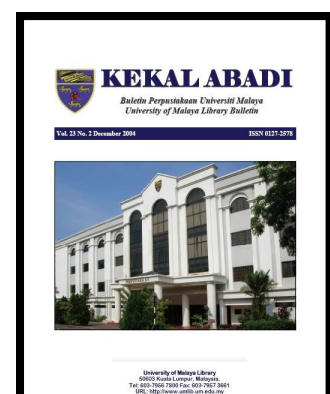 KEKAL ABADI
Buletin Perpustakaan Universiti Malaya
University of Malaya Library Bulletin
Vol. 23 No. 2 December 2004 ISSN 0127-2578
University of Malaya Library
50603 Kuala Lumpur, Malaysia.
Tel: 603-7956 7800 Fax: 603-7957 3661
URL: http://www.umlib.um.edu.my